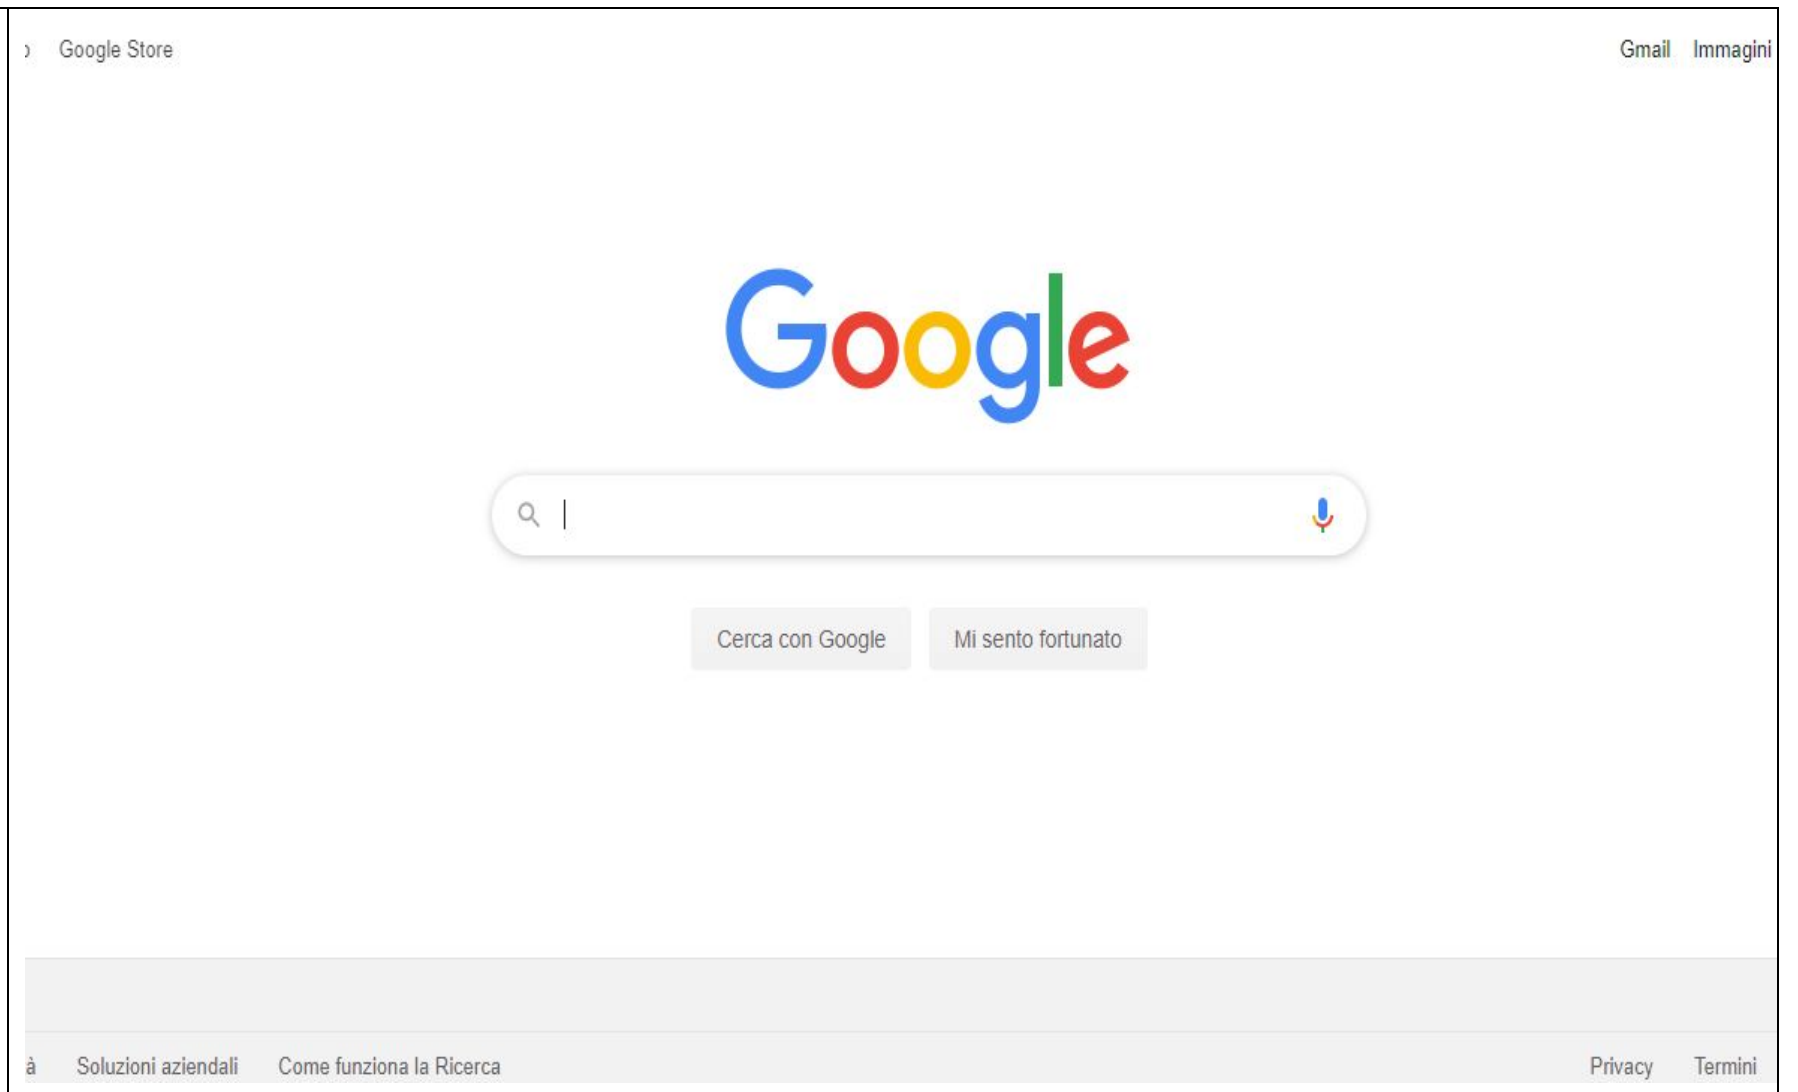 Google Store Gmail Immagini
Google
Cerca con Google Mi sento fortunato
à Soluzioni aziendali Come funziona la Ricerca Privacy Termini